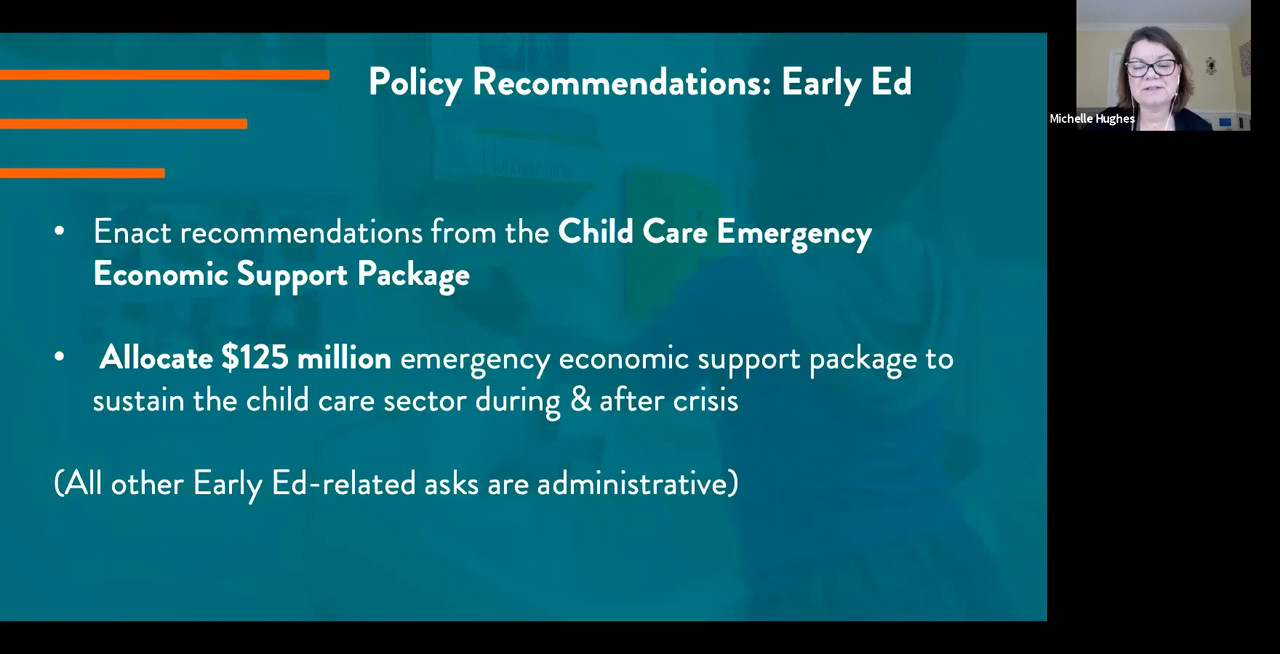 Policy Recommendations: Early Ed
Michelle Hughes
• Enact recommendations from the Child Care Emergency
Economic Support Package
• Allocate $125 million emergency economic support package to
sustain the child care sector during & after crisis
(All other Early Ed-related asks are administrative)